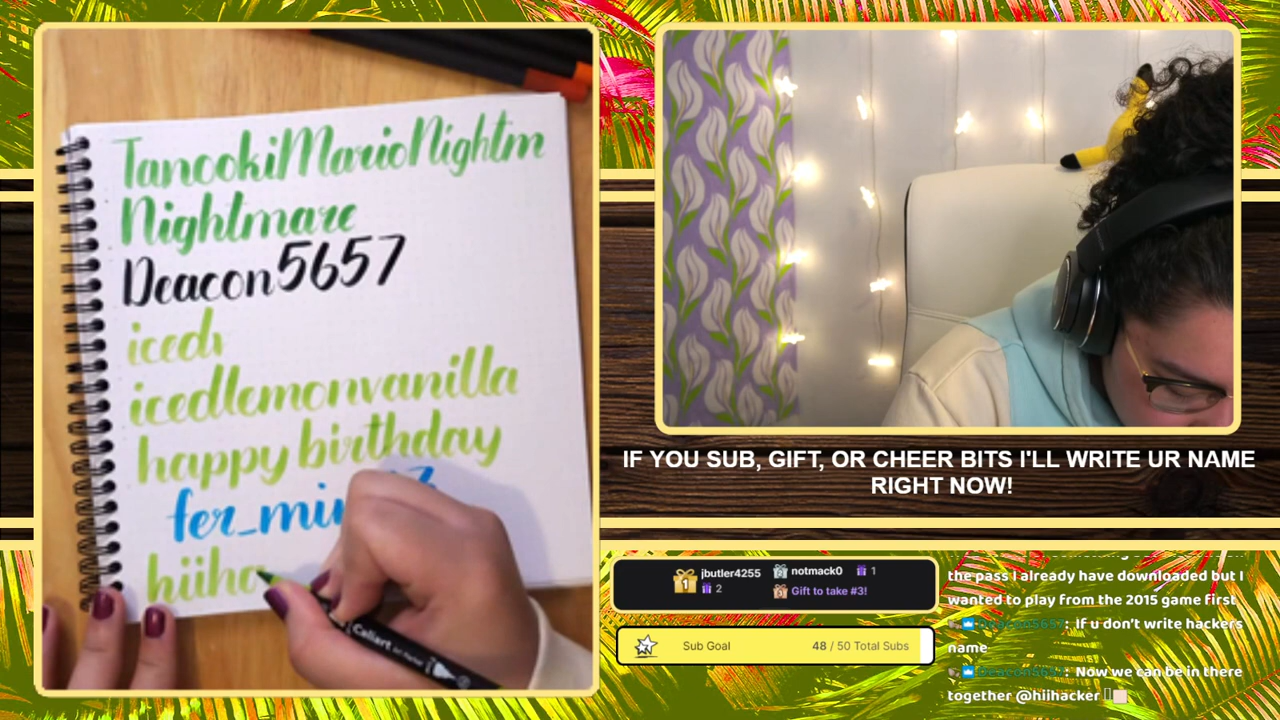 TanookiMarioNightm
Nightmare
Deacon5657
iced
icedlemonvanilla
happy birthday
hiiha
Caliart
IF YOU SUB, GIFT, OR CHEER BITS I'LL WRITE UR NAME
RIGHT NOW!
1 jbutler4255 2
notmack0 1
Gift to take #3!
Sub Goal 48 / 50 Total Subs
the pass I already have downloaded but I
wanted to play from the 2015 game first
Deacon5657: If u don't write hackers
name
Now we can be in there
together @hiihacker